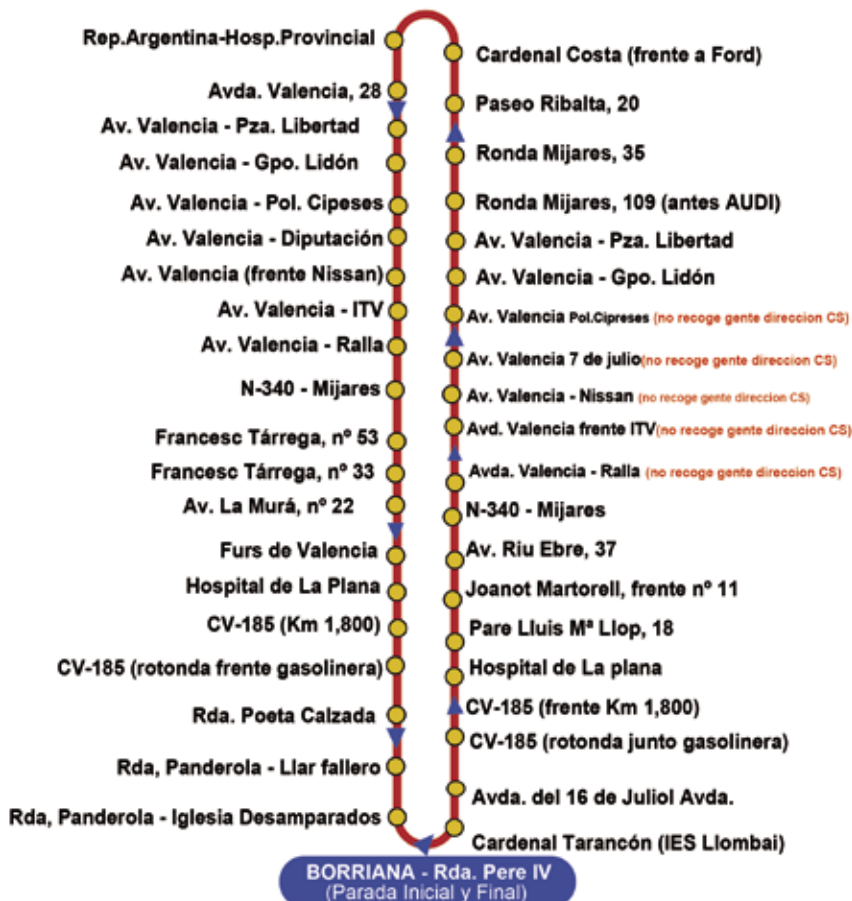 Rep.Argentina-Hosp.Provincial
Avda. Valencia, 28
Av. Valencia - Pza. Libertad
Av. Valencia - Gpo. Lidón
Av. Valencia - Pol. Cipeses
Av. Valencia - Diputación
Av. Valencia (frente Nissan)
Av. Valencia - ITV
Av. Valencia - Ralla
N-340 - Mijares
Francesc Tárrega, nº 53
Francesc Tárrega, nº 33
Av. La Murá, nº 22
Furs de Valencia
Hospital de La Plana
CV-185 (Km 1,800)
CV-185 (rotonda frente gasolinera)
Rda. Poeta Calzada
Rda, Panderola - Llar fallero
Rda, Panderola - Iglesia Desamparados
Cardenal Costa (frente a Ford)
Paseo Ribalta, 20
Ronda Mijares, 35
Ronda Mijares, 109 (antes AUDI)
Av. Valencia - Pza. Libertad
Av. Valencia - Gpo. Lidón
Av. Valencia Pol.Cipreses (no recoge gente direccion CS)
Av. Valencia 7 de julio(no recoge gente direccion CS)
Av. Valencia - Nissan (no recoge gente direccion CS)
Avd. Valencia frente ITV(no recoge gente direccion CS)
Avda. Valencia - Ralla (no recoge gente direccion CS)
N-340 - Mijares
Av. Riu Ebre, 37
Joanot Martorell, frente nº 11
Pare Lluis Mª Llop, 18
Hospital de La plana
CV-185 (frente Km 1,800)
CV-185 (rotonda junto gasolinera)
Avda. del 16 de Juliol Avda.
Cardenal Tarancón (IES Llombai)
BORRIANA - Rda. Pere IV
(Parada Inicial y Final)